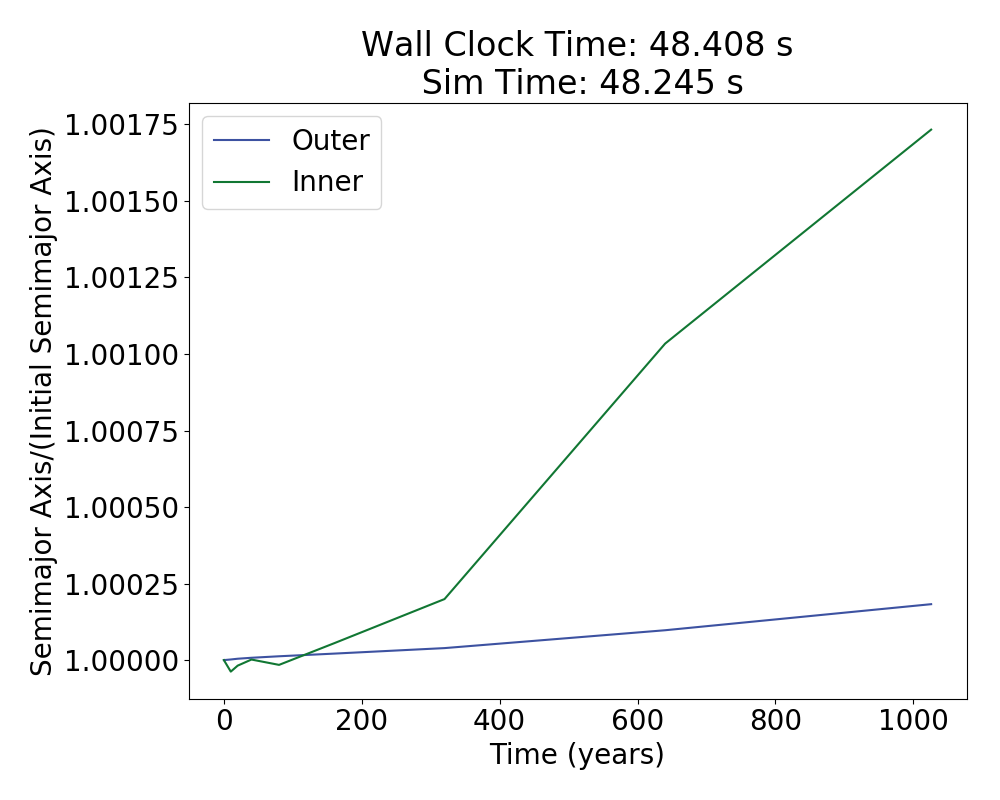 Wall Clock Time: 48.408 s
Sim Time: 48.245 s
Outer
Inner
Semimajor Axis/(Initial Semimajor Axis)
1.00175
1.00150
1.00125
1.00100
1.00075
1.00050
1.00025
1.00000
0 200 400 600 800 1000
Time (years)